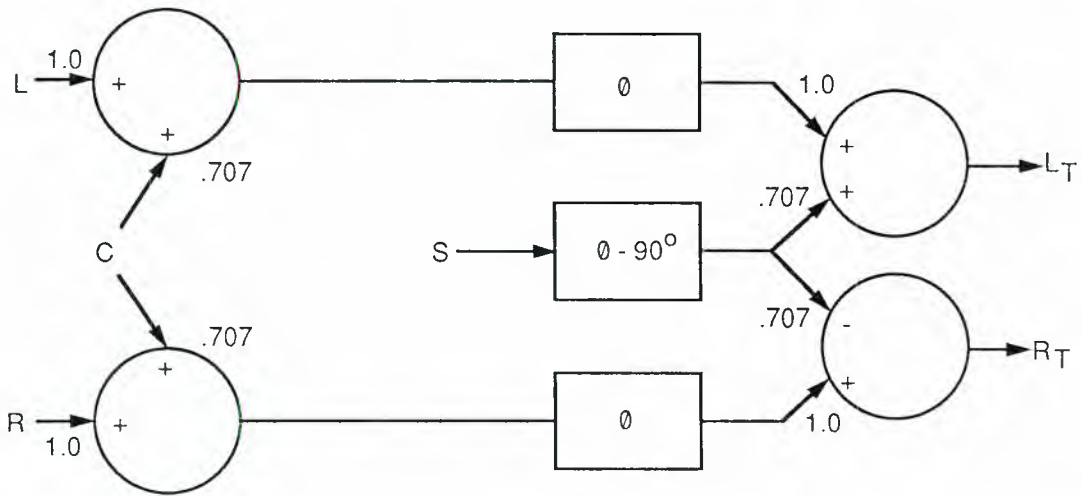 L 1.0 +
+
.707
C
.707
+
R 1.0 +
Ø
S Ø - 90°
Ø
1.0
+
.707 +
L_T
.707 -
+
1.0
R_T